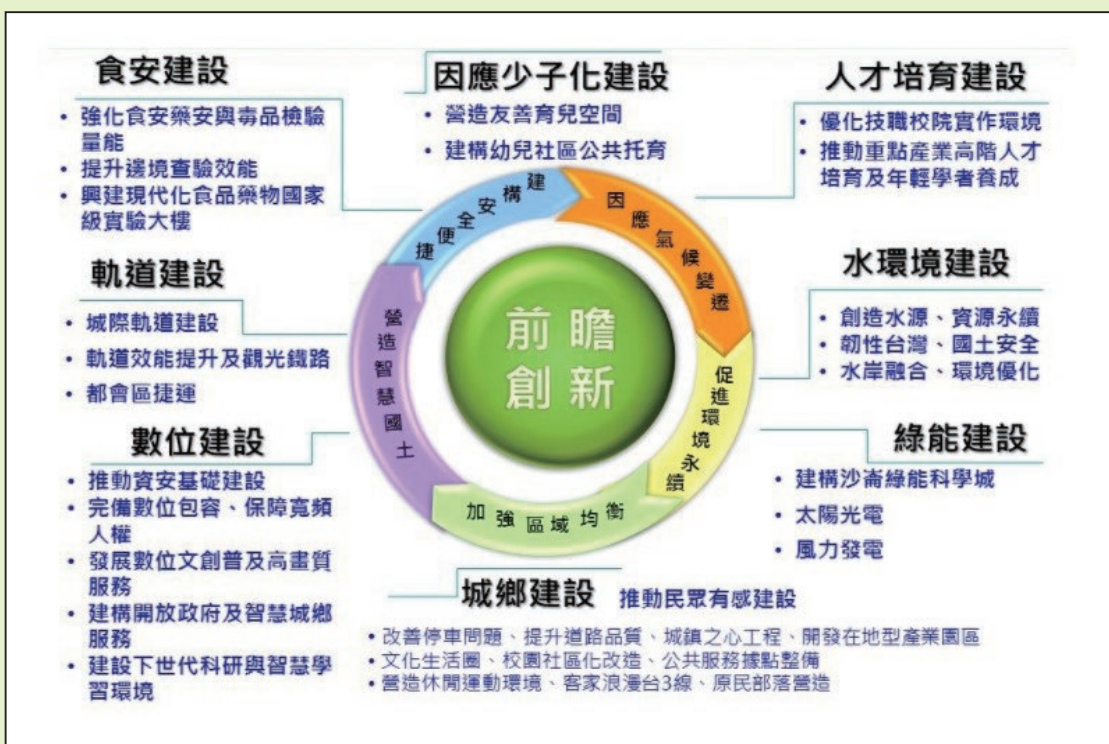 食安建設
• 強化食安藥安與毒品檢驗
量能
• 提升邊境查驗效能
• 興建現代化食品藥物國家
級實驗大樓
因應少子化建設
• 營造友善育兒空間
• 建構幼兒社區公共托育
人才培育建設
• 優化技職校院實作環境
• 推動重點產業高階人才
培育及年輕學者養成
軌道建設
• 城際軌道建設
• 軌道效能提升及觀光鐵路
• 都會區捷運
建構安全便捷
因應氣候變遷
促進環境永續
加強區域均衡
營造智慧國土
前瞻
創新
水環境建設
• 創造水源、資源永續
• 韌性台灣、國土安全
• 水岸融合、環境優化
數位建設
• 推動資安基礎建設
• 完備數位包容、保障寬頻
人權
• 發展數位文創普及高畫質
服務
• 建構開放政府及智慧城鄉
服務
• 建設下世代科研與智慧學
習環境
綠能建設
• 建構沙崙綠能科學城
• 太陽光電
• 風力發電
城鄉建設 推動民眾有感建設
• 改善停車問題、提升道路品質、城鎮之心工程、開發在地型產業園區
• 文化生活圈、校園社區化改造、公共服務據點整備
• 營造休閒運動環境、客家浪漫台3線、原民部落營造